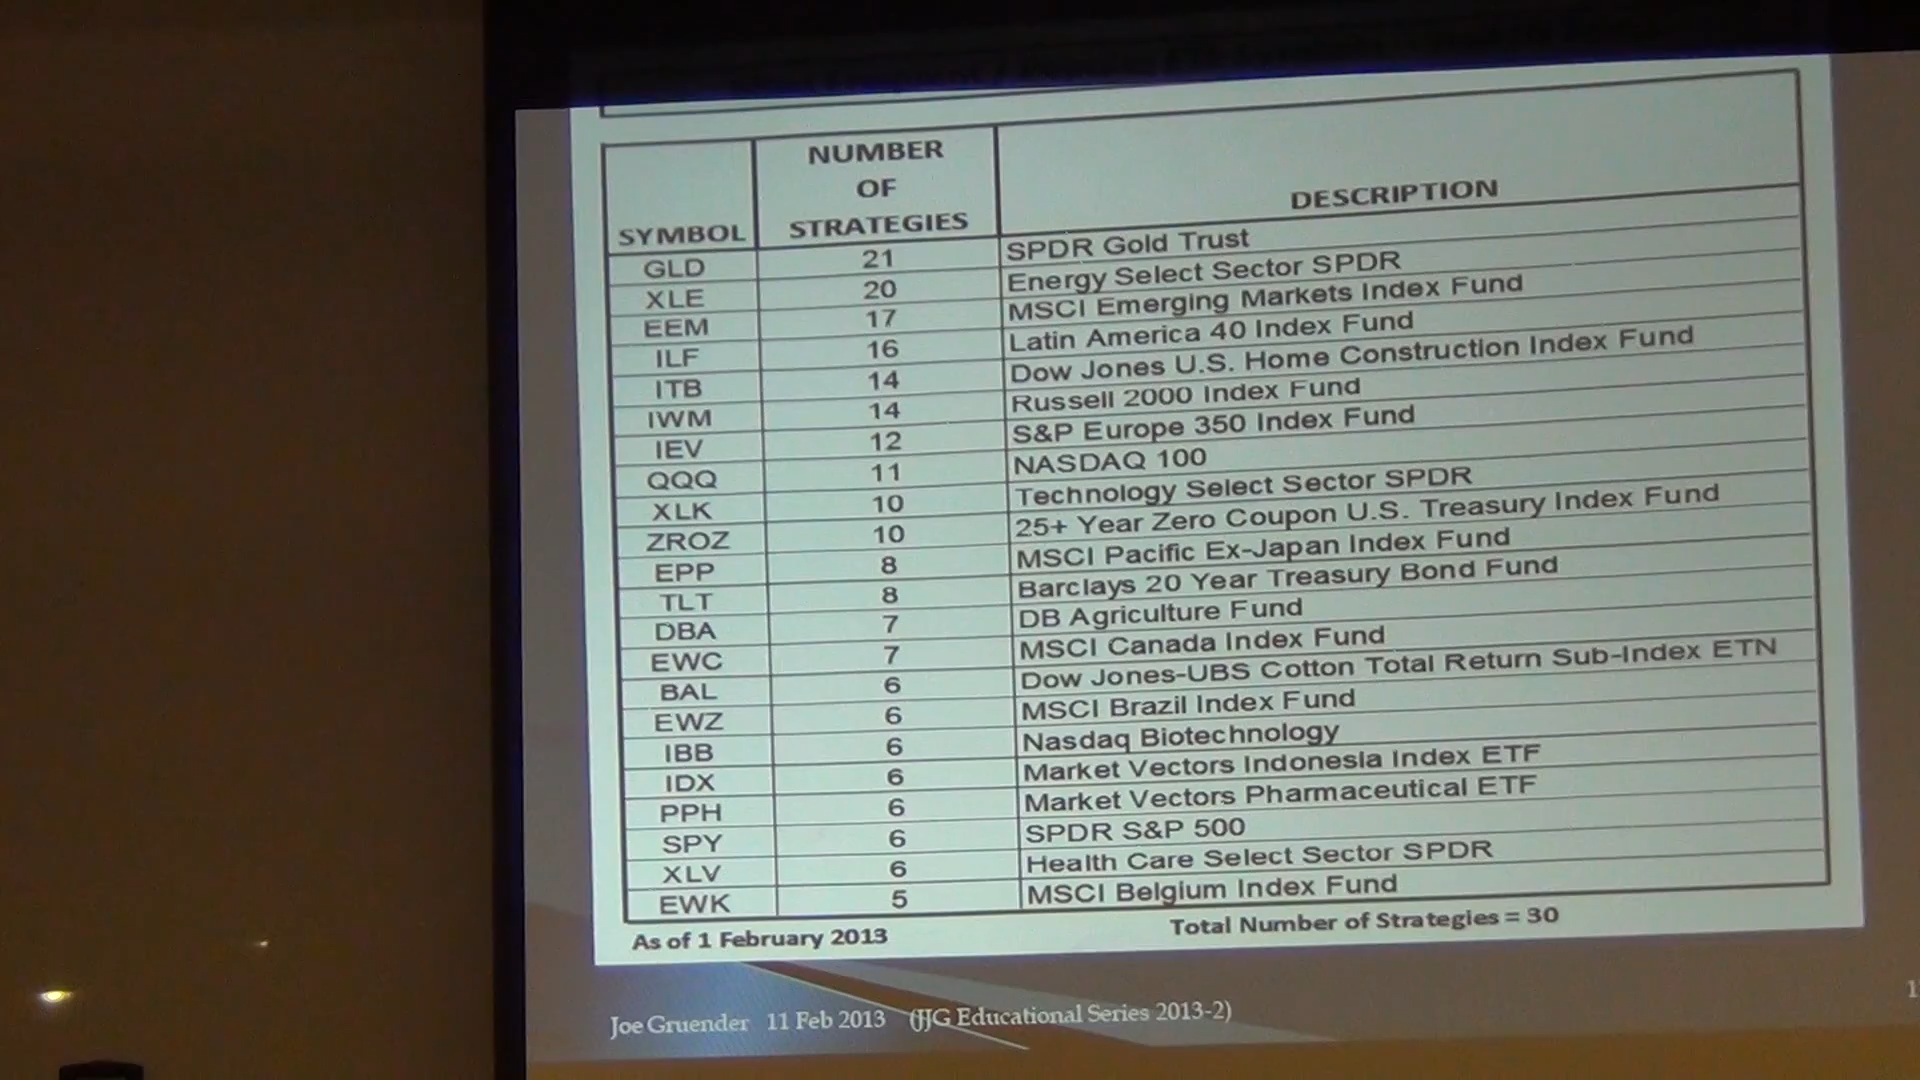 SYMBOL NUMBER OF STRATEGIES DESCRIPTION
GLD 21 SPDR Gold Trust
XLE 20 Energy Select Sector SPDR
EEM 17 MSCI Emerging Markets Index Fund
ILF 16 Latin America 40 Index Fund
ITB 14 Dow Jones U.S. Home Construction Index Fund
IWM 14 Russell 2000 Index Fund
IEV 12 S&P Europe 350 Index Fund
QQQ 11 NASDAQ 100
XLK 10 Technology Select Sector SPDR
ZROZ 10 25+ Year Zero Coupon U.S. Treasury Index Fund
EPP 8 MSCI Pacific Ex-Japan Index Fund
TLT 8 Barclays 20 Year Treasury Bond Fund
DBA 7 DB Agriculture Fund
EWC 7 MSCI Canada Index Fund
BAL 6 Dow Jones-UBS Cotton Total Return Sub-Index ETN
EWZ 6 MSCI Brazil Index Fund
IBB 6 Nasdaq Biotechnology
IDX 6 Market Vectors Indonesia Index ETF
PPH 6 Market Vectors Pharmaceutical ETF
SPY 6 SPDR S&P 500
XLV 6 Health Care Select Sector SPDR
EWK 5 MSCI Belgium Index Fund
As of 1 February 2013 Total Number of Strategies = 30
Joe Gruender 11 Feb 2013 (JJG Educational Series 2013-2)